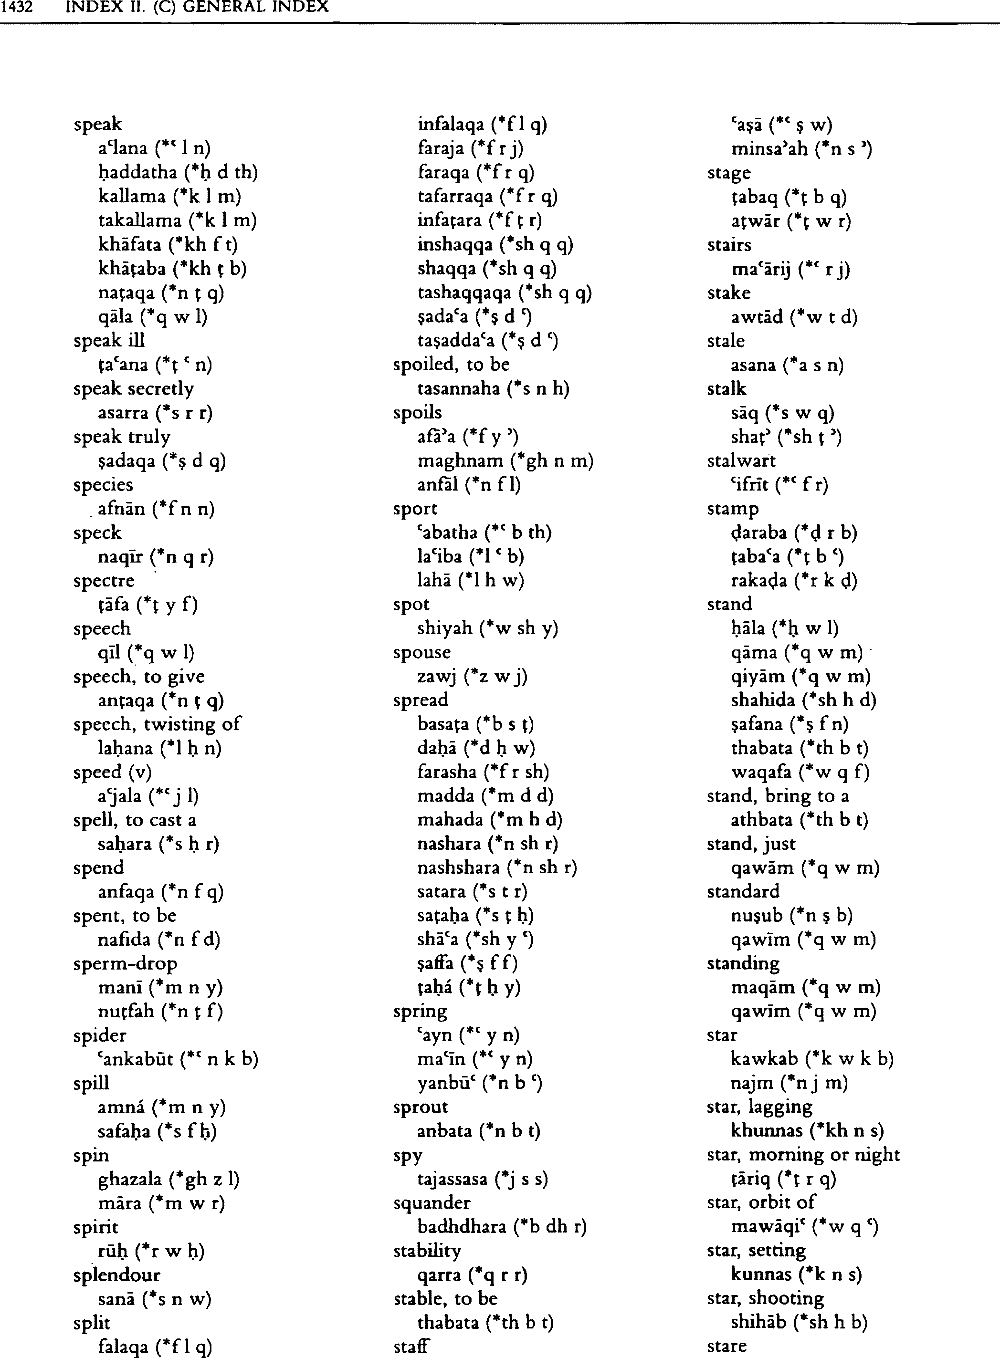 1432 INDEX II. (C) GENERAL INDEX
speak
aʿlana (*ʿ l n)
ḥaddatha (*ḥ d th)
kallama (*k l m)
takallama (*k l m)
khāfata (*kh f t)
khāṭaba (*kh ṭ b)
naṭaqa (*n ṭ q)
qāla (*q w l)
speak ill
ṭaʿana (*ṭ ʿ n)
speak secretly
asarra (*s r r)
speak truly
ṣadaqa (*ṣ d q)
species
afnān (*f n n)
speck
naqīr (*n q r)
spectre
ṭāfa (*ṭ y f)
speech
qīl (*q w l)
speech, to give
anṭaqa (*n ṭ q)
speech, twisting of
laḥana (*l ḥ n)
speed (v)
aʿjala (*ʿ j l)
spell, to cast a
saḥara (*s ḥ r)
spend
anfaqa (*n f q)
spent, to be
nafida (*n f d)
sperm-drop
manī (*m n y)
nuṭfah (*n ṭ f)
spider
ʿankabūt (*ʿ n k b)
spill
amná (*m n y)
safaḥa (*s f ḥ)
spin
ghazala (*gh z l)
māra (*m w r)
spirit
rūḥ (*r w ḥ)
splendour
sanā (*s n w)
split
falaqa (*f l q)
infalaqa (*f l q)
faraja (*f r j)
faraqa (*f r q)
tafarraqa (*f r q)
infaṭara (*f ṭ r)
inshaqqa (*sh q q)
shaqqa (*sh q q)
tashaqqaqa (*sh q q)
ṣadaʿa (*ṣ d ʿ)
taṣaddaʿa (*ṣ d ʿ)
spoiled, to be
tasannaha (*s n h)
spoils
afāʾa (*f y ʾ)
maghnam (*gh n m)
anfāl (*n f l)
sport
ʿabatha (*ʿ b th)
laʿiba (*l ʿ b)
lahā (*l h w)
spot
shiyah (*w sh y)
spouse
zawj (*z w j)
spread
basaṭa (*b s ṭ)
daḥā (*d ḥ w)
farasha (*f r sh)
madda (*m d d)
mahada (*m h d)
nashara (*n sh r)
nashshara (*n sh r)
satara (*s t r)
saṭaḥa (*s ṭ ḥ)
shāʿa (*sh y ʿ)
ṣaffa (*ṣ f f)
ṭaḥá (*ṭ ḥ y)
spring
ʿayn (*ʿ y n)
maʿīn (*ʿ y n)
yanbūʿ (*n b ʿ)
sprout
anbata (*n b t)
spy
tajassasa (*j s s)
squander
badhdhara (*b dh r)
stability
qarra (*q r r)
stable, to be
thabata (*th b t)
staff
ʿaṣā (*ʿ ṣ w)
minsaʾah (*n s ʾ)
stage
ṭabaq (*ṭ b q)
aṭwār (*ṭ w r)
stairs
maʿārij (*ʿ r j)
stake
awtād (*w t d)
stale
asana (*a s n)
stalk
sāq (*s w q)
shaṭʾ (*sh ṭ ʾ)
stalwart
ʿifrīt (*ʿ f r)
stamp
ḍaraba (*ḍ r b)
ṭabaʿa (*ṭ b ʿ)
rakaḍa (*r k ḍ)
stand
ḥāla (*ḥ w l)
qāma (*q w m)
qiyām (*q w m)
shahida (*sh h d)
ṣafana (*ṣ f n)
thabata (*th b t)
waqafa (*w q f)
stand, bring to a
athbata (*th b t)
stand, just
qawām (*q w m)
standard
nuṣub (*n ṣ b)
qawīm (*q w m)
standing
maqām (*q w m)
qawīm (*q w m)
star
kawkab (*k w k b)
najm (*n j m)
star, lagging
khunnas (*kh n s)
star, morning or night
ṭāriq (*ṭ r q)
star, orbit of
mawāqiʿ (*w q ʿ)
star, setting
kunnas (*k n s)
star, shooting
shihāb (*sh h b)
stare